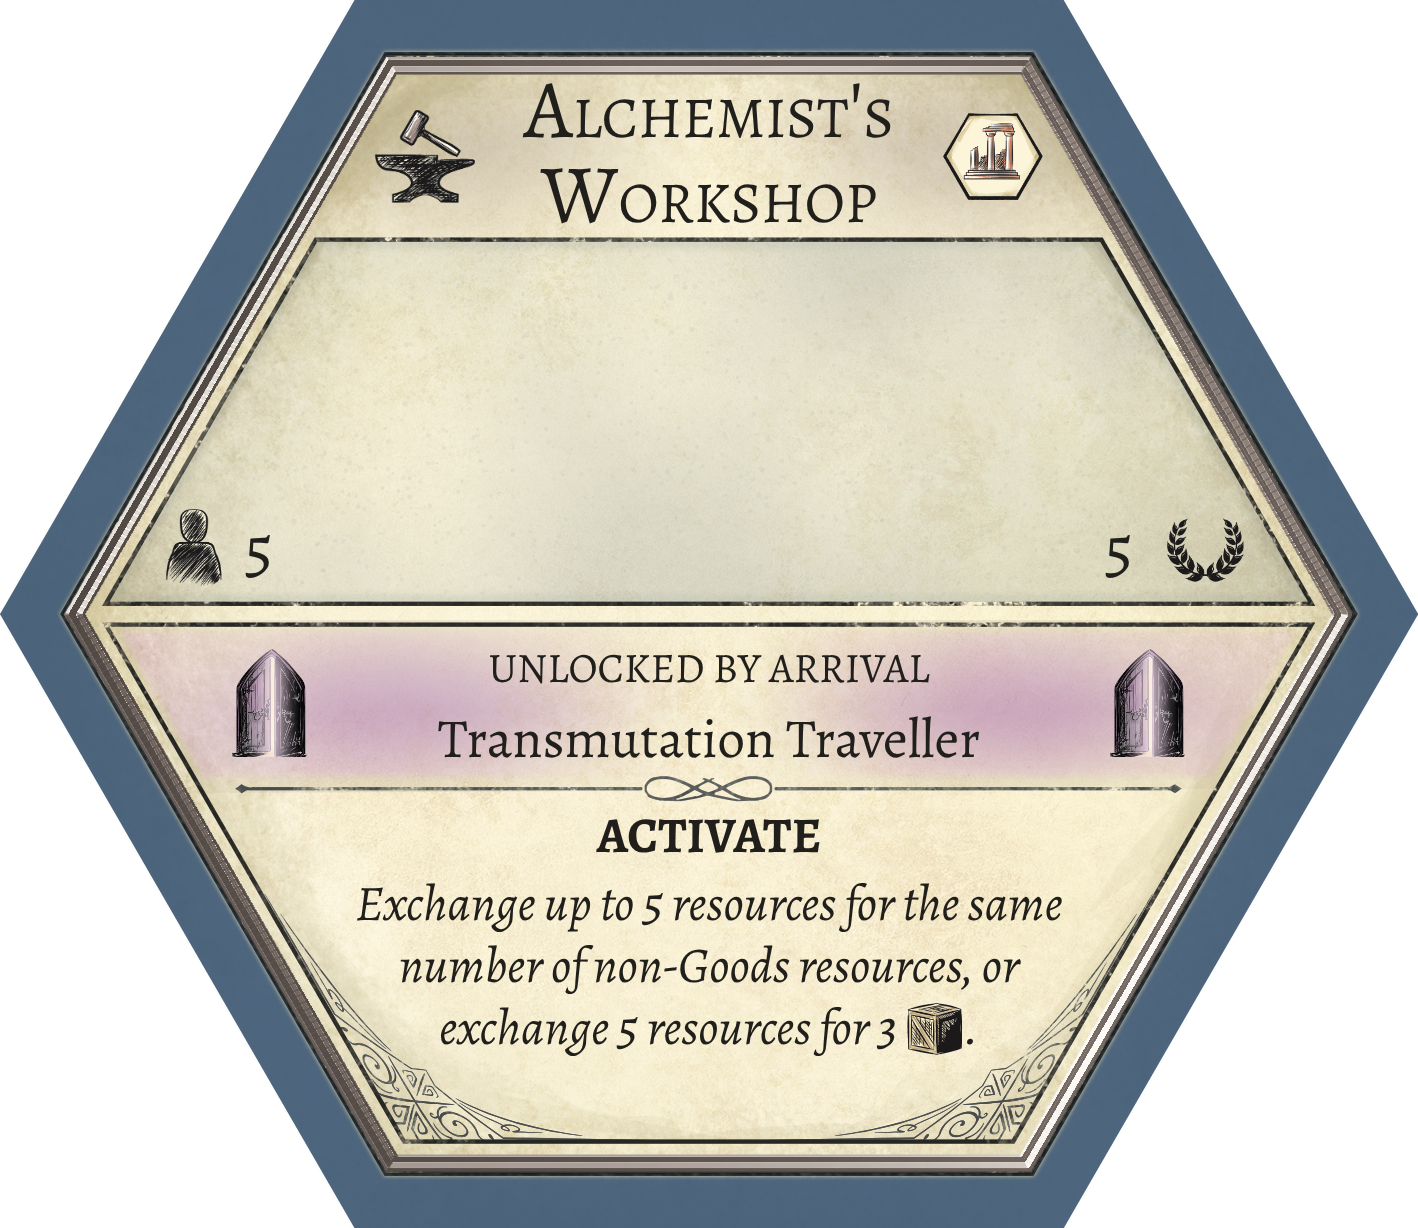 ALCHEMIST'S
WORKSHOP
5
5
UNLOCKED BY ARRIVAL
Transmutation Traveller
ACTIVATE
Exchange up to 5 resources for the same
number of non-Goods resources, or
exchange 5 resources for 3 .